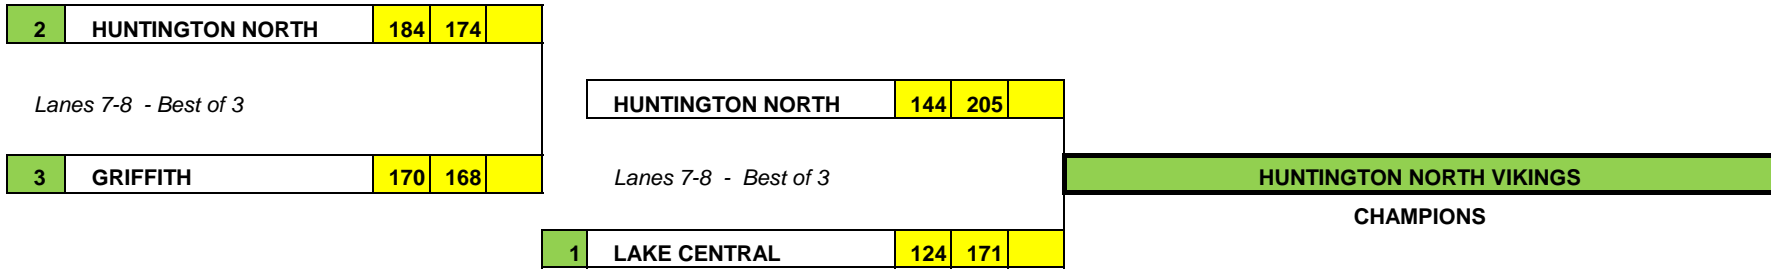 2 HUNTINGTON NORTH 184 174
Lanes 7-8 - Best of 3
3 GRIFFITH 170 168
HUNTINGTON NORTH 144 205
Lanes 7-8 - Best of 3
1 LAKE CENTRAL 124 171
HUNTINGTON NORTH VIKINGS
CHAMPIONS